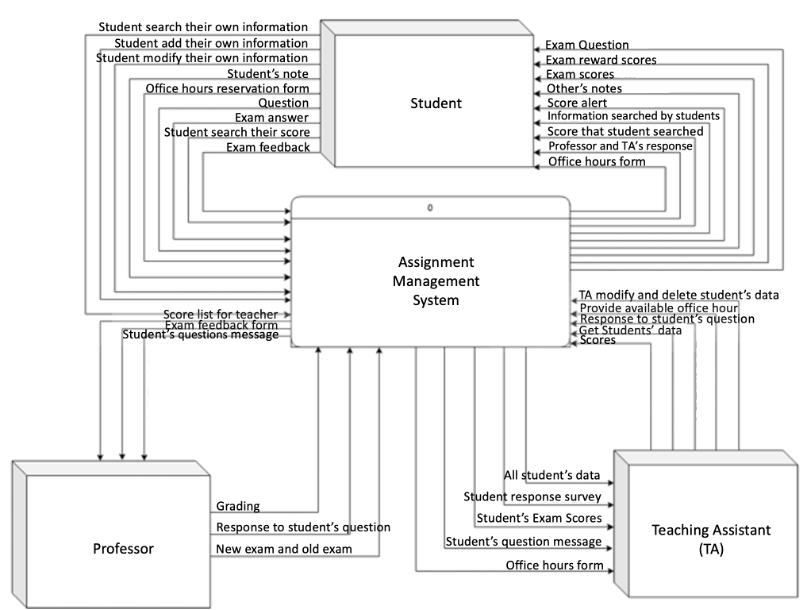 Student search their own information
Student add their own information
Student modify their own information
Student's note
Office hours reservation form
Question
Exam answer
Student search their score
Exam feedback
Student
Exam Question
Exam reward scores
Exam scores
Other's notes
Score alert
Information searched by students
Score that student searched
Professor and TA's response
Office hours form
0
Assignment
Management
System
Score list for teacher
Exam feedback form
Student's questions message
TA modify and delete student's data
Provide available office hour
Response to student's question
Get Students' data
Scores
Professor
Grading
Response to student's question
New exam and old exam
All student's data
Student response survey
Student's Exam Scores
Student's question message
Office hours form
Teaching Assistant
(TA)